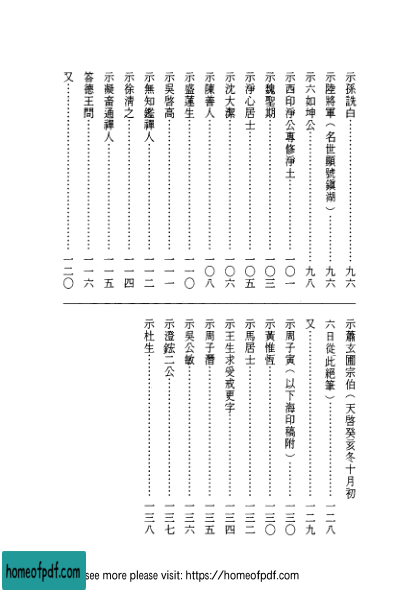 示孫詵白……………………九六
示陸將軍（名世顯號鎮湖）……九六
示六如坤公……………………九八
示西印淨公專修淨土…………一〇一
示魏聖期……………………一〇三
示淨心居士…………………一〇五
示沈大潔……………………一〇六
示陳善人……………………一〇八
示盛蓮生……………………一一〇
示吳啓高……………………一一一
示無知鑑禪人………………一一二
示徐清之……………………一一四
示凝畜通禪人………………一一五
答德王問……………………一一六
又……………………………一二〇
示蕭玄圃宗伯（天啓癸亥冬十月初
六日從此絕筆）……………一二八
又……………………………一二九
示周子寅（以下海印稿附）……一三〇
示黃惟恆……………………一三〇
示馬居士……………………一三二
示王生求受戒更字…………一三四
示周子潛……………………一三五
示吳公敏……………………一三六
示澄鋐二公…………………一三七
示杜生………………………一三八
homeofpdf.com
see more please visit: https://homeofpdf.com